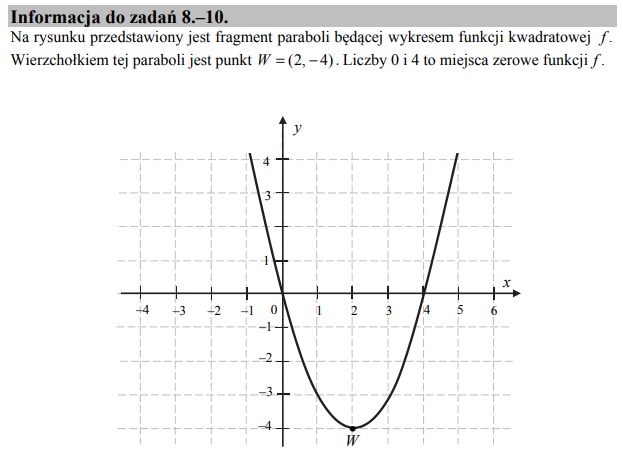 Informacja do zadań 8.–10.
Na rysunku przedstawiony jest fragment paraboli będącej wykresem funkcji kwadratowej f.
Wierzchołkiem tej paraboli jest punkt W = (2, −4). Liczby 0 i 4 to miejsca zerowe funkcji f.
y
4
3
1
x
–4 –3 –2 –1 0 1 2 3 4 5 6
–1
–2
–3
–4
W